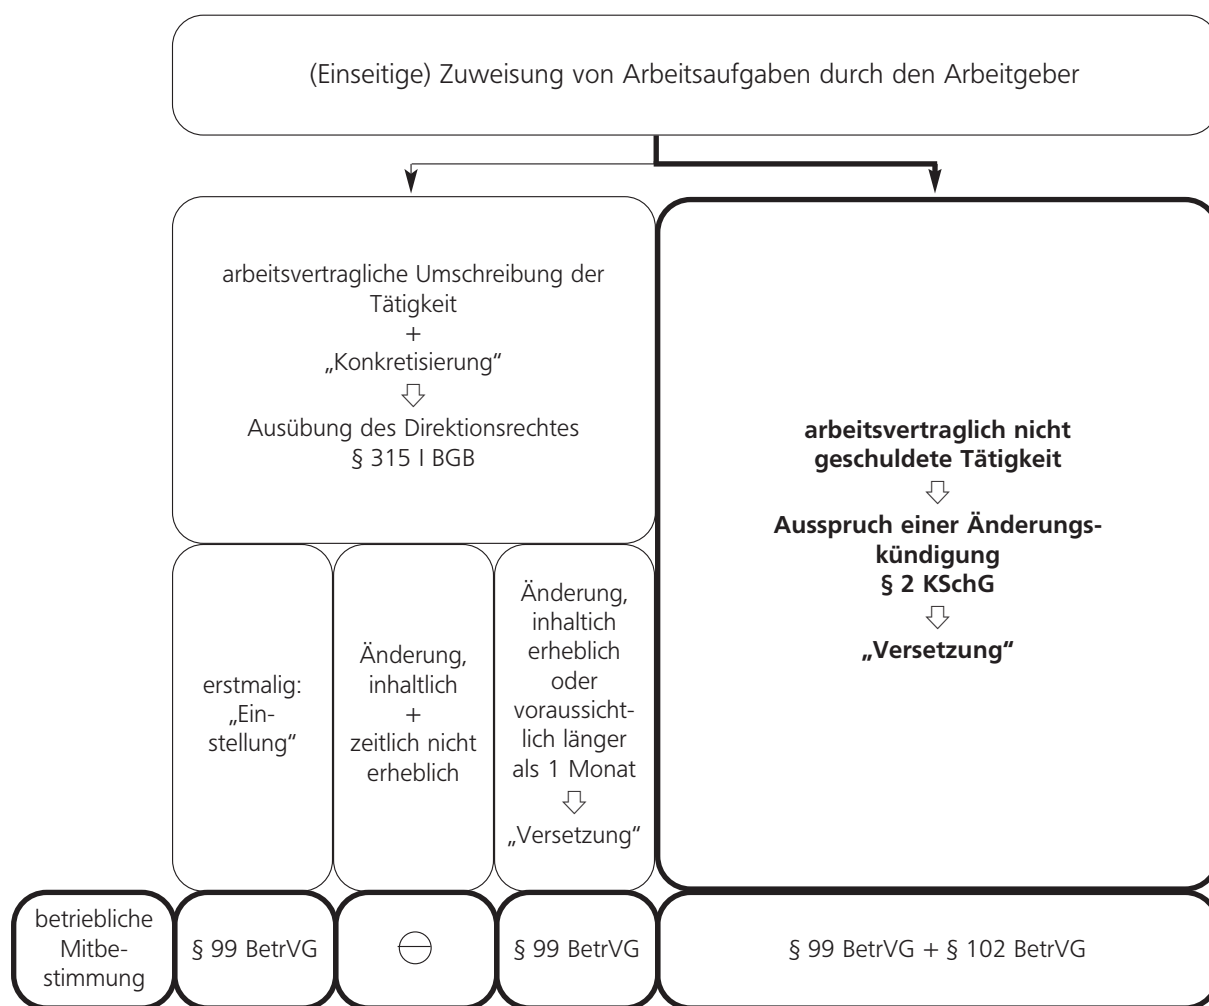 (Einseitige) Zuweisung von Arbeitsaufgaben durch den Arbeitgeber
arbeitsvertragliche Umschreibung der
Tätigkeit
+
„Konkretisierung“
Ausübung des Direktionsrechtes
§ 315 I BGB
arbeitsvertraglich nicht
geschuldete Tätigkeit
Ausspruch einer Änderungs-
kündigung
§ 2 KSchG
„Versetzung“
erstmalig:
„Ein-
stellung“
Änderung,
inhaltlich
+
zeitlich nicht
erheblich
Änderung,
inhaltich
erheblich
oder
voraussicht-
lich länger
als 1 Monat
„Versetzung“
betriebliche
Mitbe-
stimmung
§ 99 BetrVG
§ 99 BetrVG
§ 99 BetrVG + § 102 BetrVG